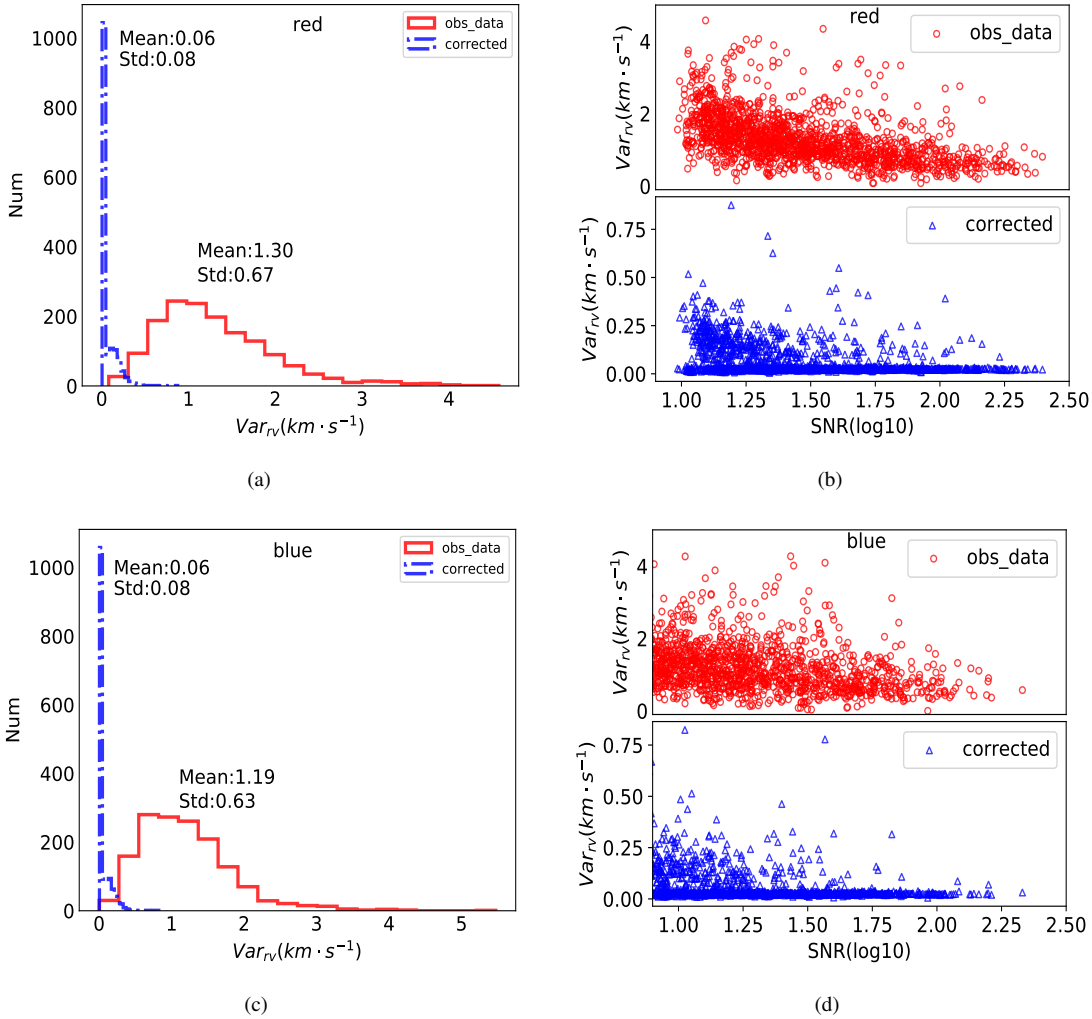 red
obs_data
corrected
Mean:0.06
Std:0.08
Mean:1.30
Std:0.67
1000
800
600
400
200
0
Num
0 1 2 3 4
Var_rv(km · s⁻¹)
(a)
red
obs_data
4
2
0
Var_rv(km · s⁻¹)
corrected
0.75
0.50
0.25
0.00
Var_rv(km · s⁻¹)
1.00 1.25 1.50 1.75 2.00 2.25 2.50
SNR(log10)
(b)
blue
obs_data
corrected
Mean:0.06
Std:0.08
Mean:1.19
Std:0.63
1000
800
600
400
200
0
Num
0 1 2 3 4 5
Var_rv(km · s⁻¹)
(c)
blue
obs_data
4
2
0
Var_rv(km · s⁻¹)
corrected
0.75
0.50
0.25
0.00
Var_rv(km · s⁻¹)
1.00 1.25 1.50 1.75 2.00 2.25 2.50
SNR(log10)
(d)